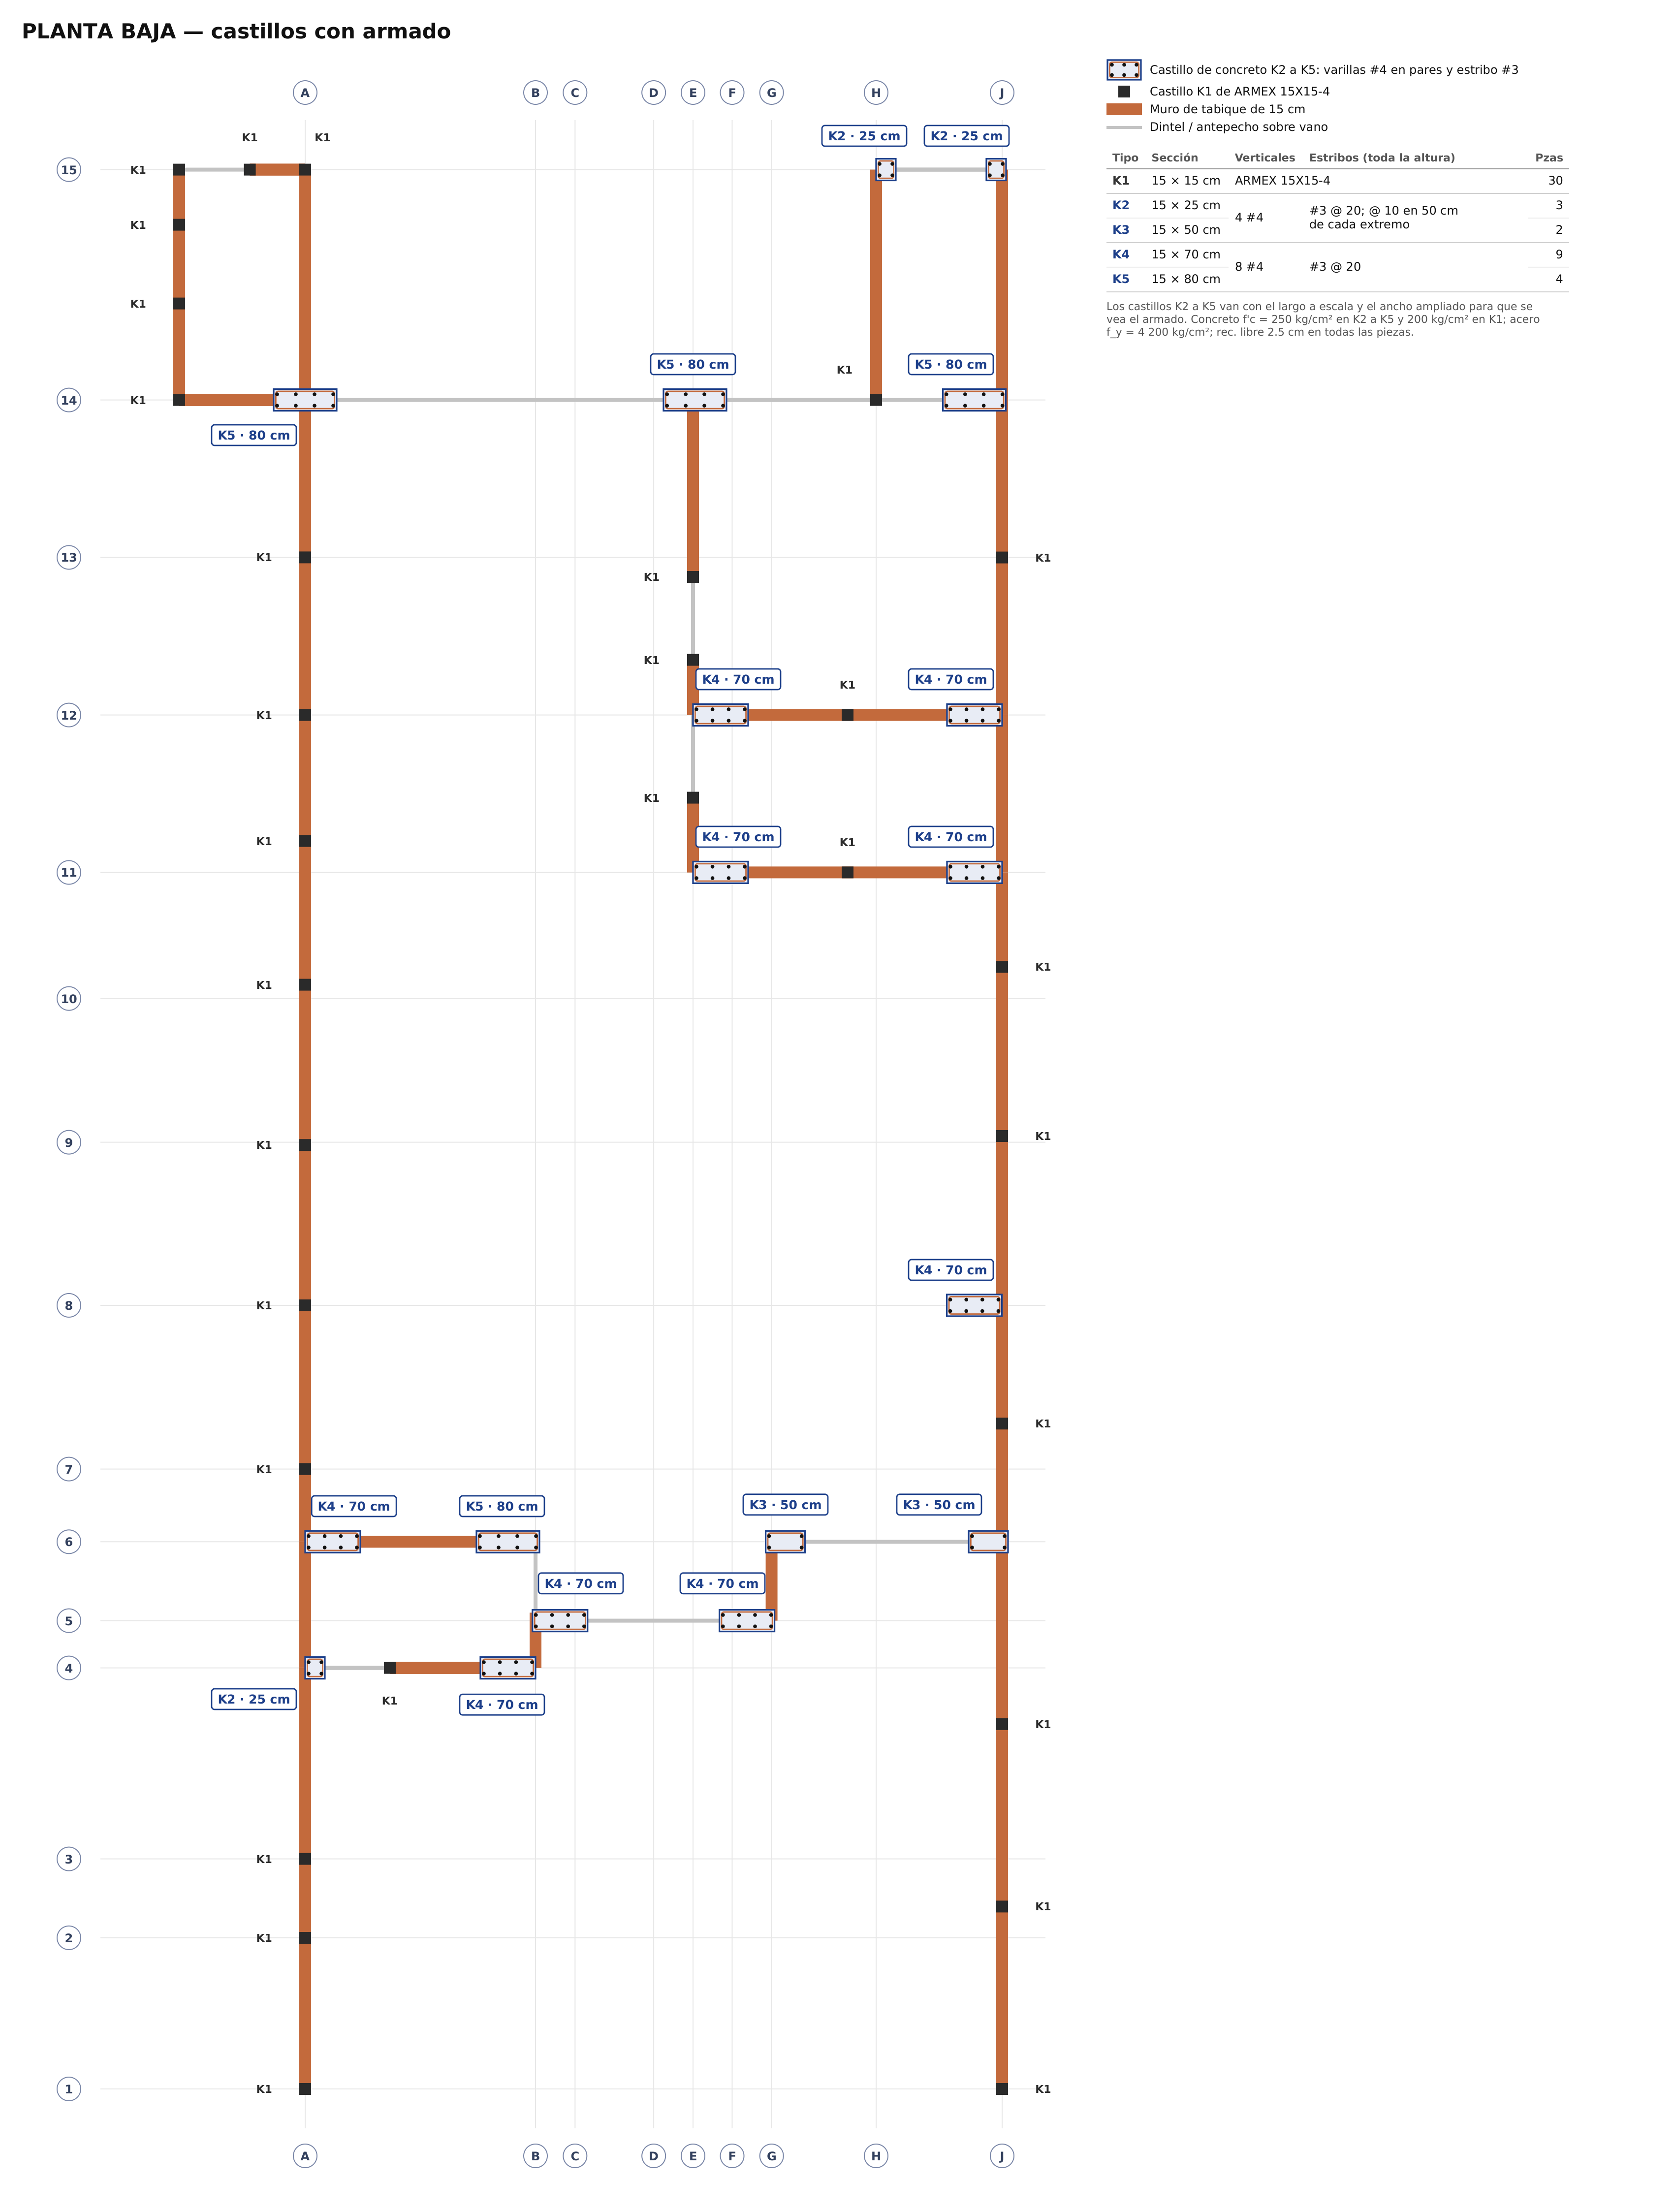 PLANTA BAJA — castillos con armado
Castillo de concreto K2 a K5: varillas #4 en pares y estribo #3
Castillo K1 de ARMEX 15X15-4
Muro de tabique de 15 cm
Dintel / antepecho sobre vano
Tipo Sección Verticales Estribos (toda la altura) Pzas
K1 15 × 15 cm ARMEX 15X15-4 30
K2 15 × 25 cm 4 #4 #3 @ 20; @ 10 en 50 cm de cada extremo 3
K3 15 × 50 cm 2
K4 15 × 70 cm 8 #4 #3 @ 20 9
K5 15 × 80 cm 4
Los castillos K2 a K5 van con el largo a escala y el ancho ampliado para que se
vea el armado. Concreto f'c = 250 kg/cm² en K2 a K5 y 200 kg/cm² en K1; acero
f_y = 4 200 kg/cm²; rec. libre 2.5 cm en todas las piezas.
A B C D E F G H J
K1 K1 K2 · 25 cm K2 · 25 cm
15 K1
K1
K1
K5 · 80 cm K1 K5 · 80 cm
14 K1
K5 · 80 cm
13 K1 K1
K1
K1
K4 · 70 cm K1 K4 · 70 cm
12 K1
K1
K4 · 70 cm K1 K4 · 70 cm
K1
11
K1
K1
10
K1
9 K1
K4 · 70 cm
8 K1
K1
7 K1
K4 · 70 cm K5 · 80 cm K3 · 50 cm K3 · 50 cm
6
K4 · 70 cm K4 · 70 cm
5
4
K2 · 25 cm K1 K4 · 70 cm
K1
3 K1
K1
2 K1
1 K1 K1
A B C D E F G H J